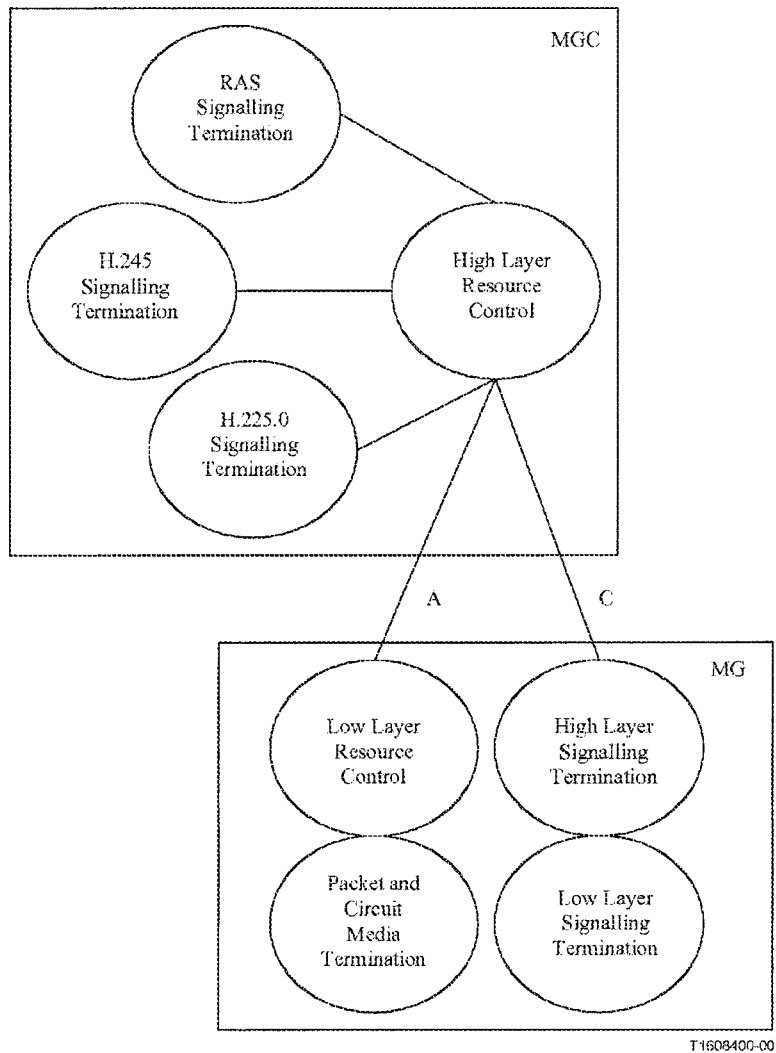 MGC
RAS
Signalling
Termination
H.245
Signalling
Termination
High Layer
Resource
Control
H.225.0
Signalling
Termination
A
C
MG
Low Layer
Resource
Control
High Layer
Signalling
Termination
Packet and
Circuit
Media
Termination
Low Layer
Signalling
Termination
T1608400-00